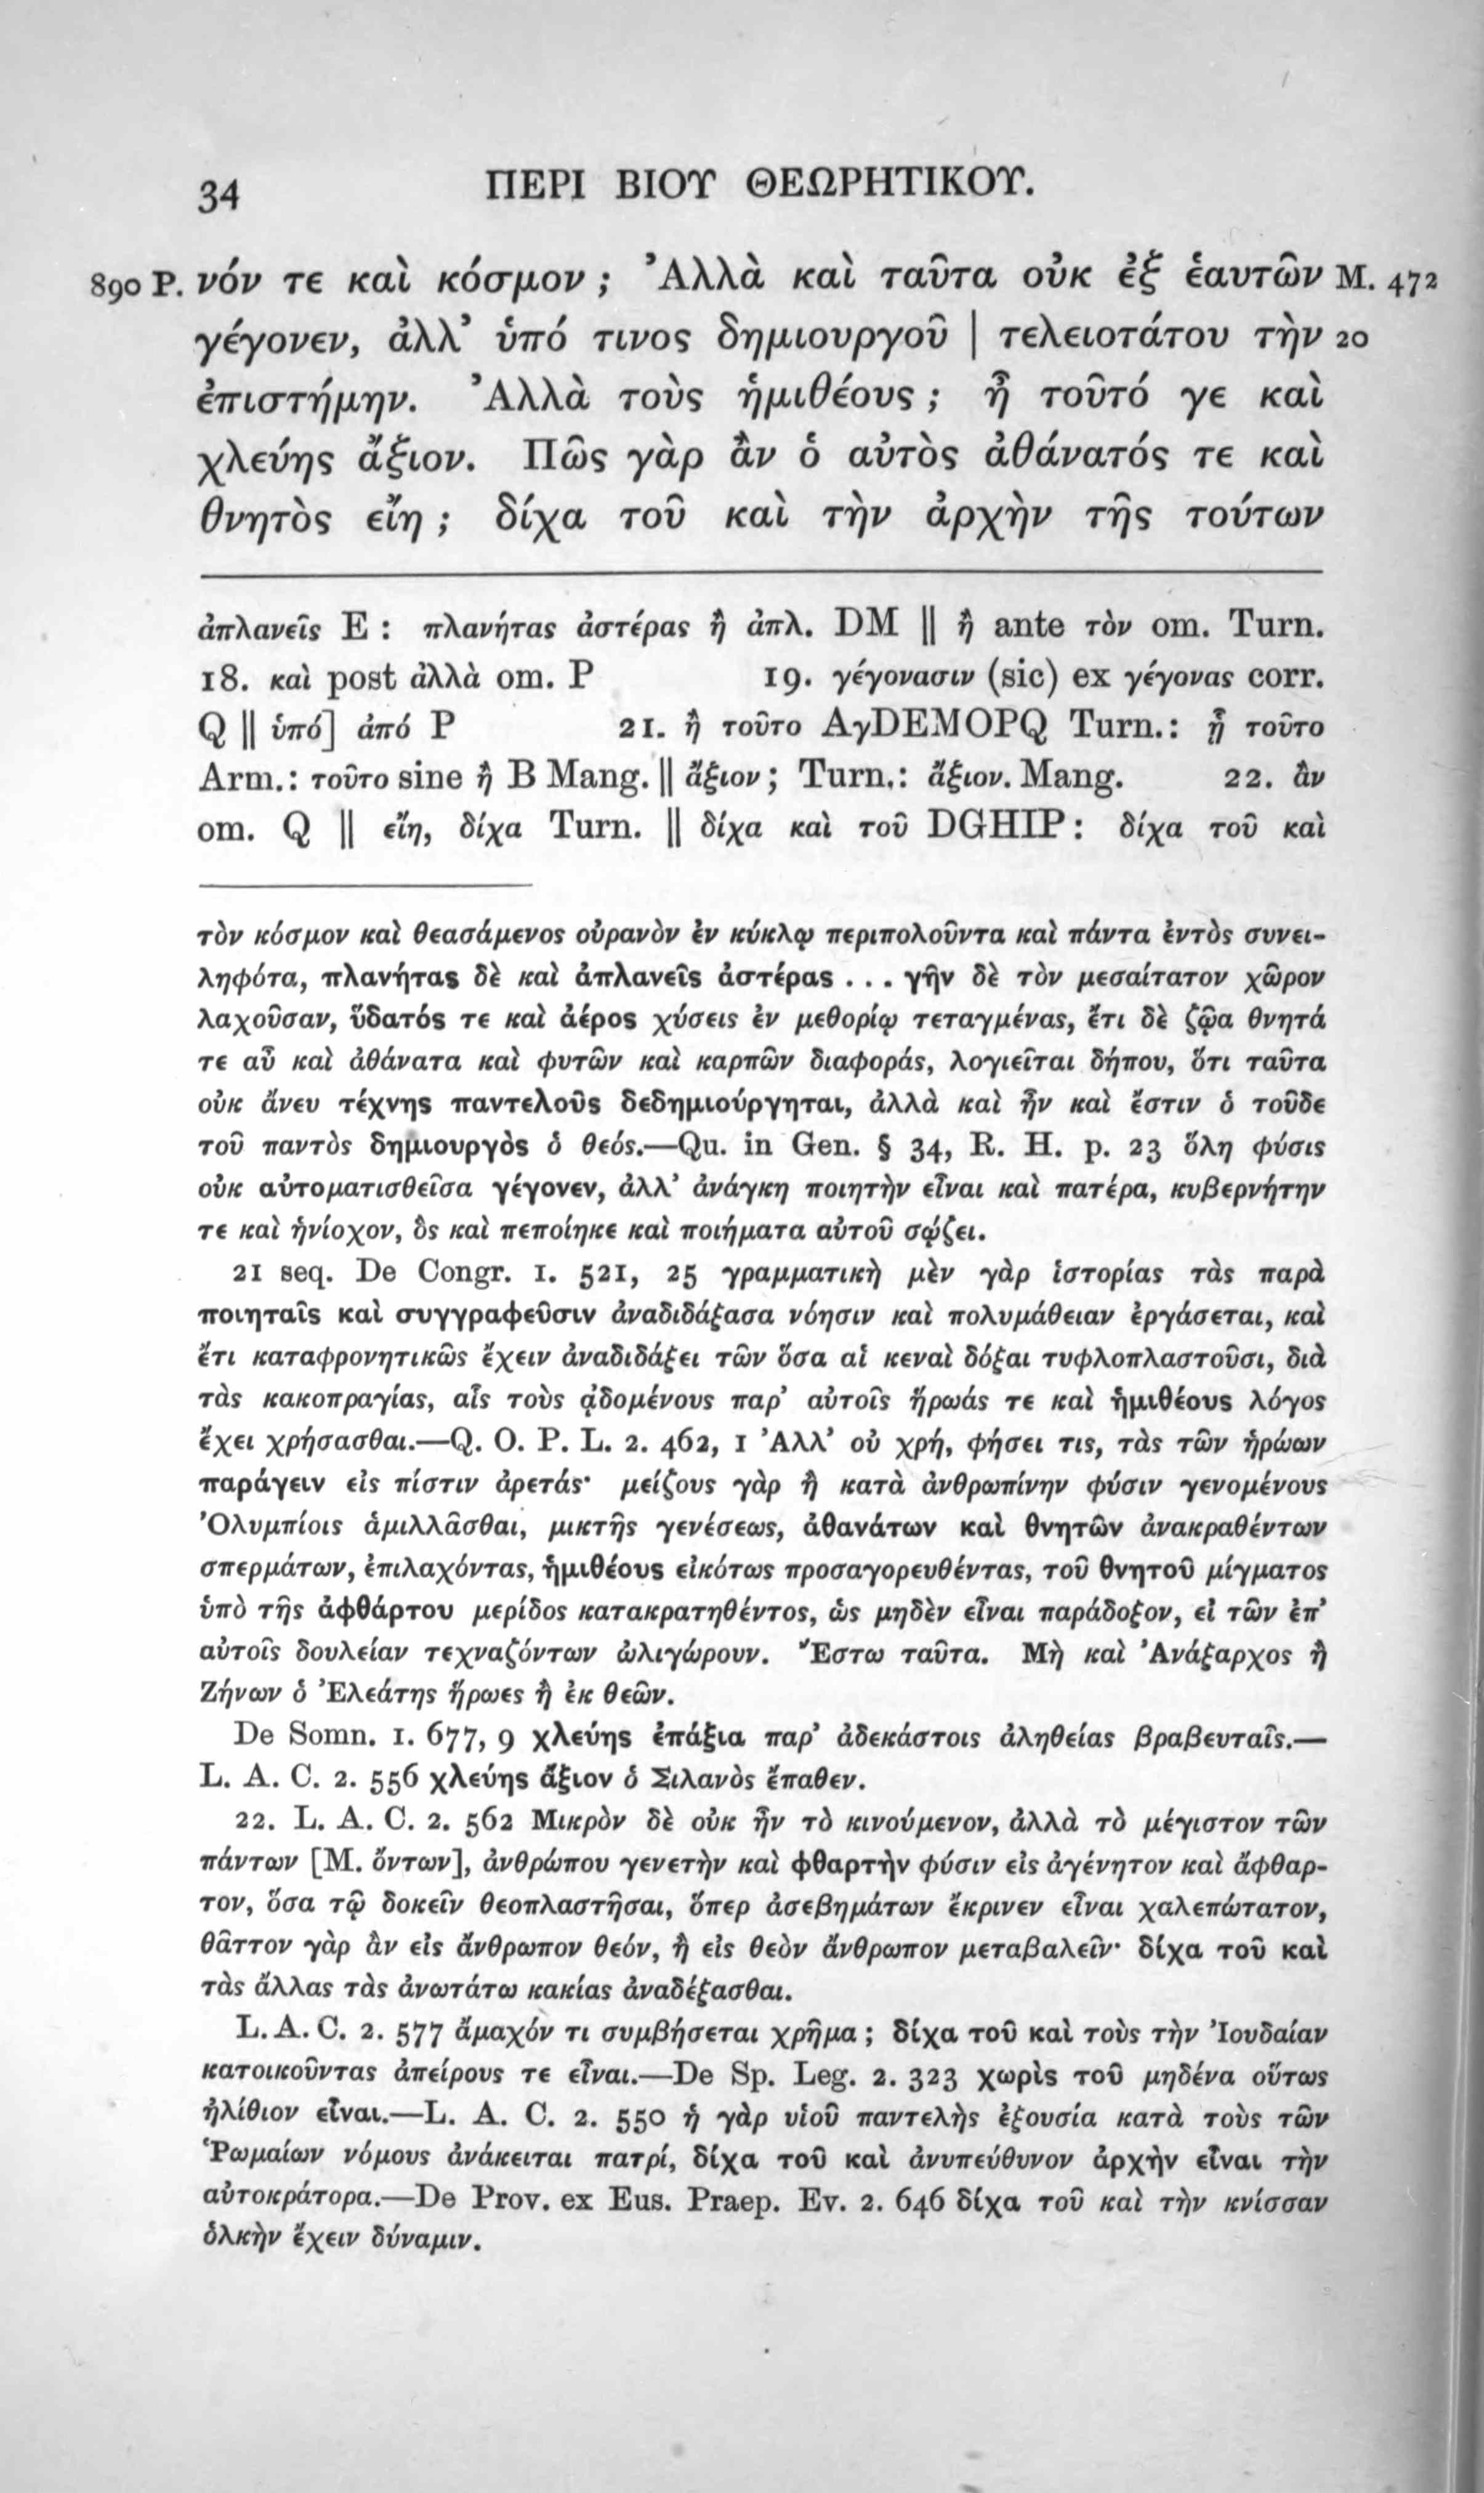 34 ΠΕΡΙ ΒΙΟΥ ΘΕΩΡΗΤΙΚΟΥ.
890 P. νόν τε καὶ κόσμον ; Ἀλλὰ καὶ ταῦτα οὐκ ἐξ ἑαυτῶν M. 472
γέγονεν, ἀλλ’ ὑπό τινος δημιουργοῦ | τελειοτάτου τὴν 20
ἐπιστήμην. Ἀλλὰ τοὺς ἡμιθέους ; ἦ τοῦτό γε καὶ
χλεύης ἄξιον. Πῶς γὰρ ἂν ὁ αὐτὸς ἀθάνατός τε καὶ
θνητὸς εἴη ; δίχα τοῦ καὶ τὴν ἀρχὴν τῆς τούτων
ἀπλανεῖς E : πλανήτας ἀστέρας ἢ ἀπλ. DM || ἢ ante τὸν om. Turn.
18. καὶ post ἀλλὰ om. P 19. γέγονασιν (sic) ex γέγονας corr.
Q || ὑπό] ἀπό P 21. ἢ τοῦτο AγDEMOPQ Turn.: ᾖ τοῦτο
Arm.: τοῦτο sine ἢ B Mang. || ἄξιον ; Turn.: ἄξιον. Mang. 22. ἂν
om. Q || εἴη, δίχα Turn. || δίχα καὶ τοῦ DGHIP : δίχα τοῦ καὶ
τὸν κόσμον καὶ θεασάμενος οὐρανὸν ἐν κύκλῳ περιπολοῦντα καὶ πάντα ἐντὸς συνει-
ληφότα, πλανήτας δὲ καὶ ἀπλανεῖς ἀστέρας . . . γῆν δὲ τὸν μεσαίτατον χῶρον
λαχοῦσαν, ὕδατός τε καὶ ἀέρος χύσεις ἐν μεθορίῳ τεταγμένας, ἔτι δὲ ζῷα θνητά
τε αὖ καὶ ἀθάνατα καὶ φυτῶν καὶ καρπῶν διαφοράς, λογιεῖται δήπου, ὅτι ταῦτα
οὐκ ἄνευ τέχνης παντελοῦς δεδημιούργηται, ἀλλὰ καὶ ἦν καὶ ἔστιν ὁ τοῦδε
τοῦ παντὸς δημιουργὸς ὁ θεός.—Qu. in Gen. § 34, R. H. p. 23 ὅλη φύσις
οὐκ αὐτοματισθεῖσα γέγονεν, ἀλλ’ ἀνάγκη ποιητὴν εἶναι καὶ πατέρα, κυβερνήτην
τε καὶ ἡνίοχον, ὃς καὶ πεποίηκε καὶ ποιήματα αὐτοῦ σῴζει.
21 seq. De Congr. 1. 521, 25 γραμματικὴ μὲν γὰρ ἱστορίας τὰς παρὰ
ποιηταῖς καὶ συγγραφεῦσιν ἀναδιδάξασα νόησιν καὶ πολυμάθειαν ἐργάσεται, καὶ
ἔτι καταφρονητικῶς ἔχειν ἀναδιδάξει τῶν ὅσα αἱ κεναὶ δόξαι τυφλοπλαστοῦσι, διὰ
τὰς κακοπραγίας, αἷς τοὺς ᾀδομένους παρ’ αὐτοῖς ἥρωάς τε καὶ ἡμιθέους λόγος
ἔχει χρήσασθαι.—Q. O. P. L. 2. 462, 1 Ἀλλ’ οὐ χρή, φήσει τις, τὰς τῶν ἡρώων
παράγειν εἰς πίστιν ἀρετάς· μείζους γὰρ ἢ κατὰ ἀνθρωπίνην φύσιν γενομένους
Ὀλυμπίοις ἁμιλλᾶσθαι, μικτῆς γενέσεως, ἀθανάτων καὶ θνητῶν ἀνακραθέντων
σπερμάτων, ἐπιλαχόντας, ἡμιθέους εἰκότως προσαγορευθέντας, τοῦ θνητοῦ μίγματος
ὑπὸ τῆς ἀφθάρτου μερίδος κατακρατηθέντος, ὡς μηδὲν εἶναι παράδοξον, εἰ τῶν ἐπ’
αὐτοῖς δουλείαν τεχναζόντων ὠλιγώρουν. Ἔστω ταῦτα. Μὴ καὶ Ἀνάξαρχος ἢ
Ζήνων ὁ Ἐλεάτης ἥρωες ἢ ἐκ θεῶν.
De Somn. 1. 677, 9 χλεύης ἐπάξια παρ’ ἀδεκάστοις ἀληθείας βραβευταῖς.—
L. A. C. 2. 556 χλεύης ἄξιον ὁ Σιλανὸς ἔπαθεν.
22. L. A. C. 2. 562 Μικρὸν δὲ οὐκ ἦν τὸ κινούμενον, ἀλλὰ τὸ μέγιστον τῶν
πάντων [M. ὄντων], ἀνθρώπου γενετὴν καὶ φθαρτὴν φύσιν εἰς ἀγένητον καὶ ἄφθαρ-
τον, ὅσα τῷ δοκεῖν θεοπλαστῆσαι, ὅπερ ἀσεβημάτων ἔκρινεν εἶναι χαλεπώτατον,
θᾶττον γὰρ ἂν εἰς ἄνθρωπον θεόν, ἢ εἰς θεὸν ἄνθρωπον μεταβαλεῖν· δίχα τοῦ καὶ
τὰς ἄλλας τὰς ἀνωτάτω κακίας ἀναδέξασθαι.
L. A. C. 2. 577 ἄμαχόν τι συμβήσεται χρῆμα ; δίχα τοῦ καὶ τοὺς τὴν Ἰουδαίαν
κατοικοῦντας ἀπείρους τε εἶναι.—De Sp. Leg. 2. 323 χωρὶς τοῦ μηδένα οὕτως
ἠλίθιον εἶναι.—L. A. C. 2. 550 ἡ γὰρ υἱοῦ παντελὴς ἐξουσία κατὰ τοὺς τῶν
Ῥωμαίων νόμους ἀνάκειται πατρί, δίχα τοῦ καὶ ἀνυπεύθυνον ἀρχὴν εἶναι τὴν
αὐτοκράτορα.—De Prov. ex Eus. Praep. Ev. 2. 646 δίχα τοῦ καὶ τὴν κνίσσαν
ὁλκὴν ἔχειν δύναμιν.